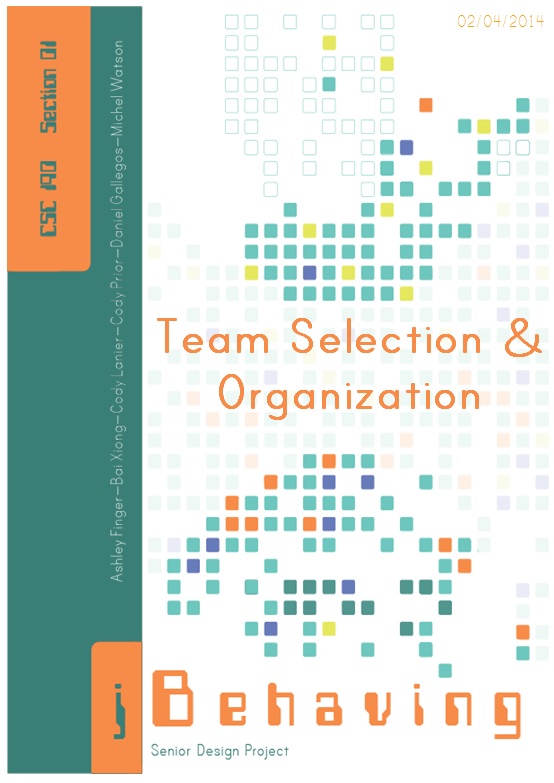 02/04/2014
CSC 190 Section 01
Ashley Finger—Bai Xiong—Cody Lanier—Cody Prior—Daniel Gallegos—Michel Watson
Team Selection &
Organization
Behaving
Senior Design Project